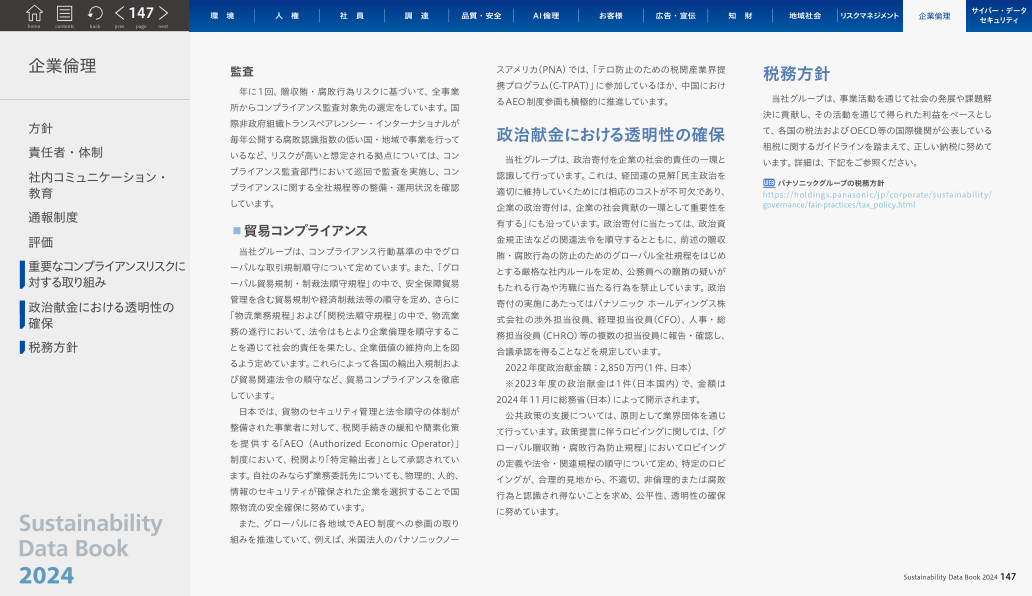 home contents back prev 147 page next
環 境 人 権 社 員 調 達 品質・安全 AI倫理 お客様 広告・宣伝 知 財 地域社会 リスクマネジメント 企業倫理 サイバー・データ
セキュリティ
企業倫理
方針
責任者・体制
社内コミュニケーション・
教育
通報制度
評価
重要なコンプライアンスリスクに
対する取り組み
政治献金における透明性の
確保
税務方針
Sustainability
Data Book
2024
監査
年に1回、贈収賄・腐敗行為リスクに基づいて、全事業
所からコンプライアンス監査対象先の選定をしています。国
際非政府組織トランスペアレンシー・インターナショナルが
毎年公開する腐敗認識指数の低い国・地域で事業を行って
いるなど、リスクが高いと想定される拠点については、コン
プライアンス監査部門において巡回で監査を実施し、コン
プライアンスに関する全社規程等の整備・運用状況を確認
しています。
■ 貿易コンプライアンス
当社グループは、コンプライアンス行動基準の中でグロ
ーバルな取引規制順守について定めています。また、「グロ
ーバル貿易規制・制裁法順守規程」の中で、安全保障貿易
管理を含む貿易規制や経済制裁法等の順守を定め、さらに
「物流業務規程」および「関税法順守規程」の中で、物流業
務の遂行において、法令はもとより企業倫理を順守するこ
とを通じて社会的責任を果たし、企業価値の維持向上を図
るよう定めています。これらによって各国の輸出入規制およ
び貿易関連法令の順守など、貿易コンプライアンスを徹底
しています。
日本では、貨物のセキュリティ管理と法令順守の体制が
整備された事業者に対して、税関手続きの緩和や簡素化策
を提供する「AEO（Authorized Economic Operator）」
制度において、税関より「特定輸出者」として承認されてい
ます。自社のみならず業務委託先についても、物理的、人的、
情報のセキュリティが確保された企業を選択することで国
際物流の安全確保に努めています。
また、グローバルに各地域でAEO制度への参画の取り
組みを推進していて、例えば、米国法人のパナソニックノー
スアメリカ（PNA）では、「テロ防止のための税関産業界提
携プログラム（C-TPAT）」に参加しているほか、中国におけ
るAEO制度参画も積極的に推進しています。
政治献金における透明性の確保
当社グループは、政治寄付を企業の社会的責任の一環と
認識して行っています。これは、経団連の見解「民主政治を
適切に維持していくためには相応のコストが不可欠であり、
企業の政治寄付は、企業の社会貢献の一環として重要性を
有する」にも沿っています。政治寄付に当たっては、政治資
金規正法などの関連法令を順守するとともに、前述の贈収
賄・腐敗行為の防止のためのグローバル全社規程をはじめ
とする厳格な社内ルールを定め、公務員への贈賄の疑いが
もたれる行為や汚職に当たる行為を禁止しています。政治
寄付の実施にあたってはパナソニック ホールディングス株
式会社の渉外担当役員、経理担当役員（CFO）、人事・総
務担当役員（CHRO）等の複数の担当役員に報告・確認し、
合議承認を得ることなどを規定しています。
2022年度政治献金額：2,850万円（1件、日本）
※2023年度の政治献金は1件（日本国内）で、金額は
2024年11月に総務省（日本）によって開示されます。
公共政策の支援については、原則として業界団体を通じ
て行っています。政策提言に伴うロビイングに関しては、「グ
ローバル贈収賄・腐敗行為防止規程」においてロビイング
の定義や法令・関連規程の順守について定め、特定のロビ
イングが、合理的見地から、不適切、非倫理的または腐敗
行為と認識され得ないことを求め、公平性、透明性の確保
に努めています。
税務方針
当社グループは、事業活動を通じて社会の発展や課題解
決に貢献し、その活動を通じて得られた利益をベースとし
て、各国の税法およびOECD等の国際機関が公表している
租税に関するガイドラインを踏まえて、正しい納税に努めて
います。詳細は、下記をご参照ください。
パナソニックグループの税務方針
https://holdings.panasonic/jp/corporate/sustainability/
governance/fair-practices/tax_policy.html
Sustainability Data Book 2024 147